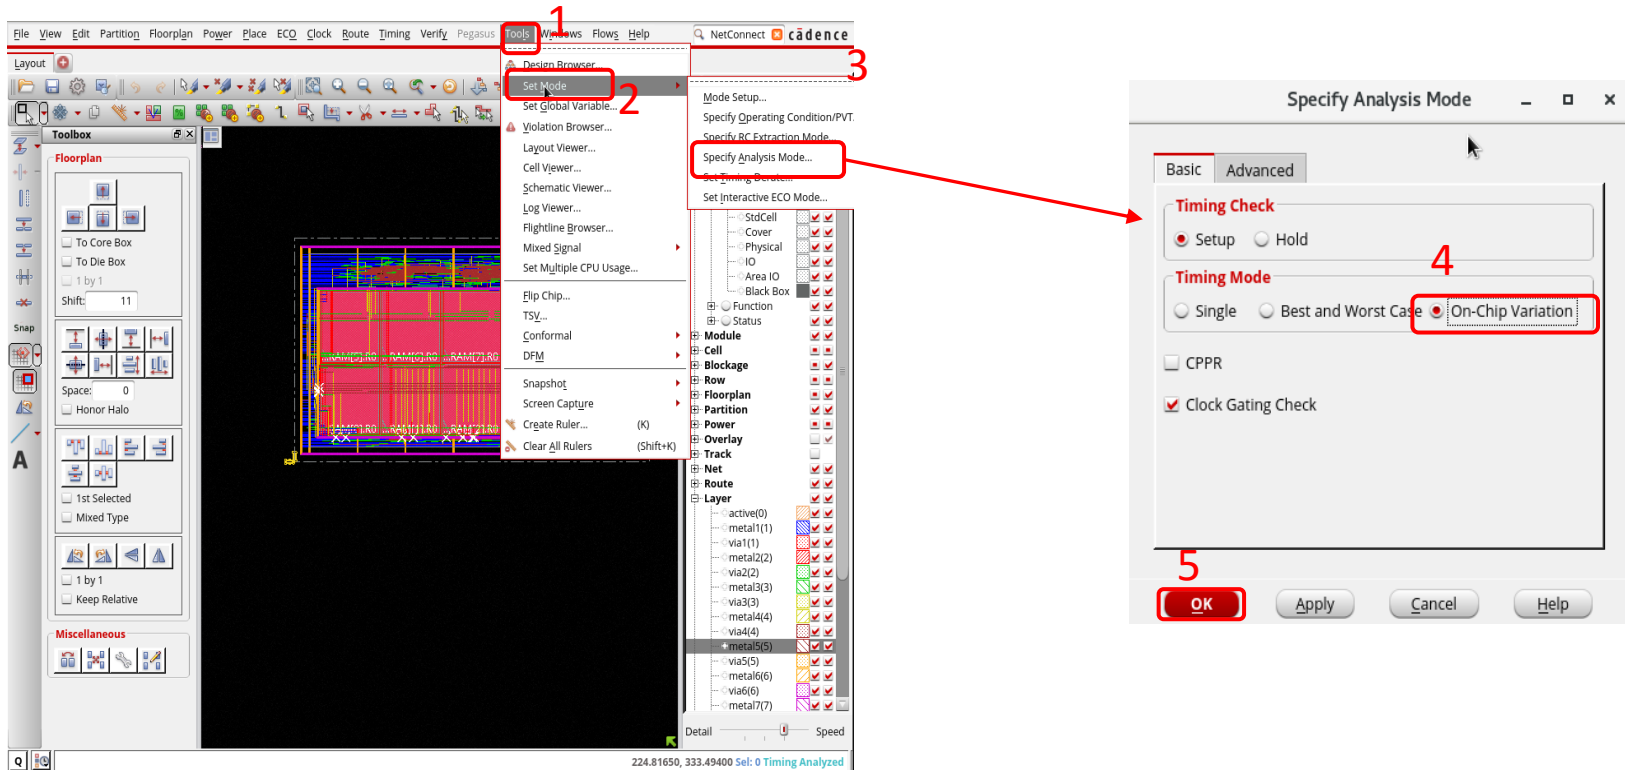 1
File View Edit Partition Floorplan Power Place ECO Clock Route Timing Verify Pegasus Tools Windows Flows Help NetConnect cādence
Layout
3
Design Browser...
Set Mode
2
Set Global Variable...
Violation Browser...
Layout Viewer...
Cell Viewer...
Schematic Viewer...
Log Viewer...
Flightline Browser...
Mixed Signal
Set Multiple CPU Usage...
Flip Chip...
TSV...
Conformal
DFM
Snapshot
Screen Capture
Create Ruler... (K)
Clear All Rulers (Shift+K)
Mode Setup...
Specify Operating Condition/PVT
Specify RC Extraction Mode
Specify Analysis Mode...
Set Timing Derate...
Set Interactive ECO Mode...
Toolbox
Floorplan
To Core Box
To Die Box
1 by 1
Shift: 11
Snap
Space: 0
Honor Halo
1st Selected
Mixed Type
1 by 1
Keep Relative
Miscellaneous
A
RAM[6].R0
RAM[7].R0
StdCell
Cover
Physical
IO
Area IO
Black Box
Function
Status
Module
Cell
Blockage
Row
Floorplan
Partition
Power
Overlay
Track
Net
Route
Layer
active(0)
metal1(1)
via1(1)
metal2(2)
via2(2)
metal3(3)
via3(3)
metal4(4)
via4(4)
metal5(5)
via5(5)
metal6(6)
via6(6)
metal7(7)
Detail Speed
Q
224.81650, 333.49400 Sel: 0 Timing Analyzed
Specify Analysis Mode
Basic Advanced
Timing Check
Setup Hold
4
Timing Mode
Single Best and Worst Case On-Chip Variation
CPPR
Clock Gating Check
5
OK Apply Cancel Help